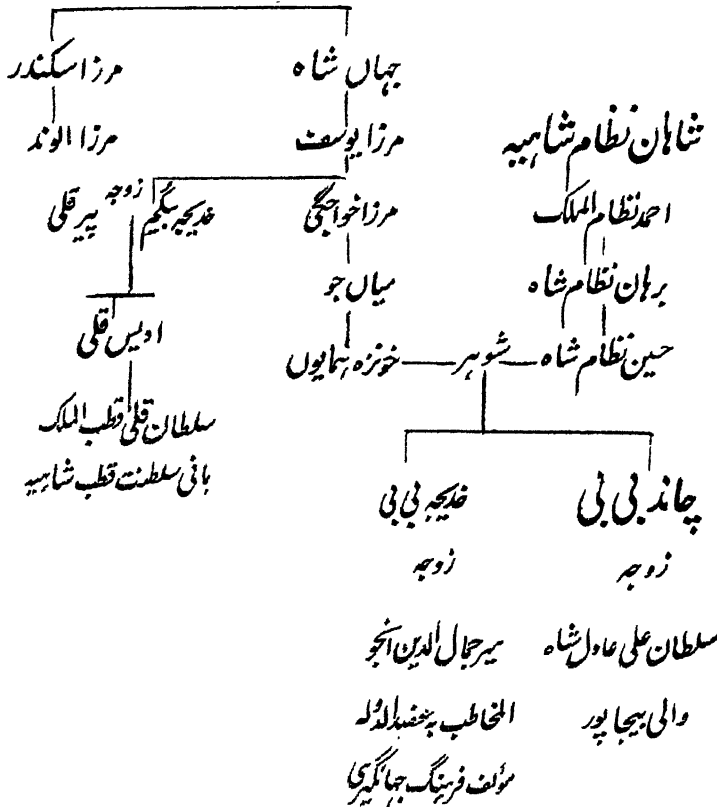 جہاں شاہ مرزا سکندر
شاہان نظام شاہیہ مرزا یوسف مرزا الوند
احمد نظام الملک مرزا خواجگی خدیجہ بیگم زوجہ پیر قلی
برہان نظام شاہ میاں جو
اویس قلی
حسین نظام شاہ شوہر خونزہ ہمایوں
سلطان قلی قطب الملک
بانی سلطنت قطب شاہیہ
چاند بی بی خدیجہ بی بی
زوجہ زوجہ
سلطان علی عادل شاہ میر جمال الدین انجو
والی بیجاپور المخاطب بہ عضد الدولہ
مؤلف فرہنگ جہانگیری